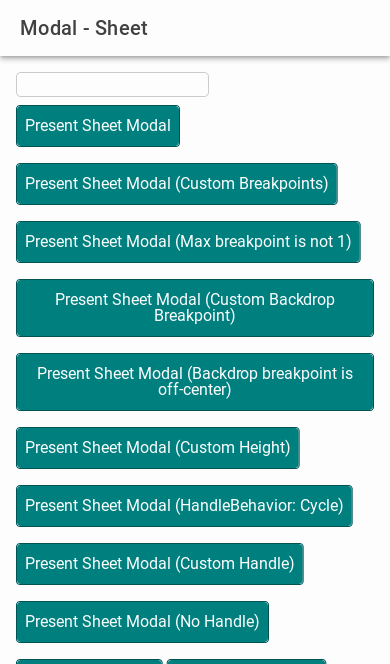 Modal - Sheet
Present Sheet Modal
Present Sheet Modal (Custom Breakpoints)
Present Sheet Modal (Max breakpoint is not 1)
Present Sheet Modal (Custom Backdrop
Breakpoint)
Present Sheet Modal (Backdrop breakpoint is
off-center)
Present Sheet Modal (Custom Height)
Present Sheet Modal (HandleBehavior: Cycle)
Present Sheet Modal (Custom Handle)
Present Sheet Modal (No Handle)